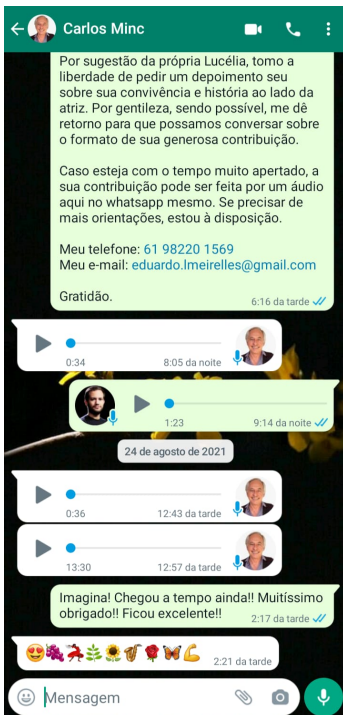 Carlos Minc
Por sugestão da própria Lucélia, tomo a
liberdade de pedir um depoimento seu
sobre sua convivência e história ao lado da
atriz. Por gentileza, sendo possível, me dê
retorno para que possamos conversar sobre
o formato de sua generosa contribuição.
Caso esteja com o tempo muito apertado, a
sua contribuição pode ser feita por um áudio
aqui no whatsapp mesmo. Se precisar de
mais orientações, estou à disposição.
Meu telefone: 61 98220 1569
Meu e-mail: eduardo.lmeirelles@gmail.com
Gratidão.
6:16 da tarde
0:34 8:05 da noite
1:23 9:14 da noite
24 de agosto de 2021
0:36 12:43 da tarde
13:30 12:57 da tarde
Imagina! Chegou a tempo ainda!! Muitíssimo
obrigado!! Ficou excelente!! 2:17 da tarde
2:21 da tarde
Mensagem